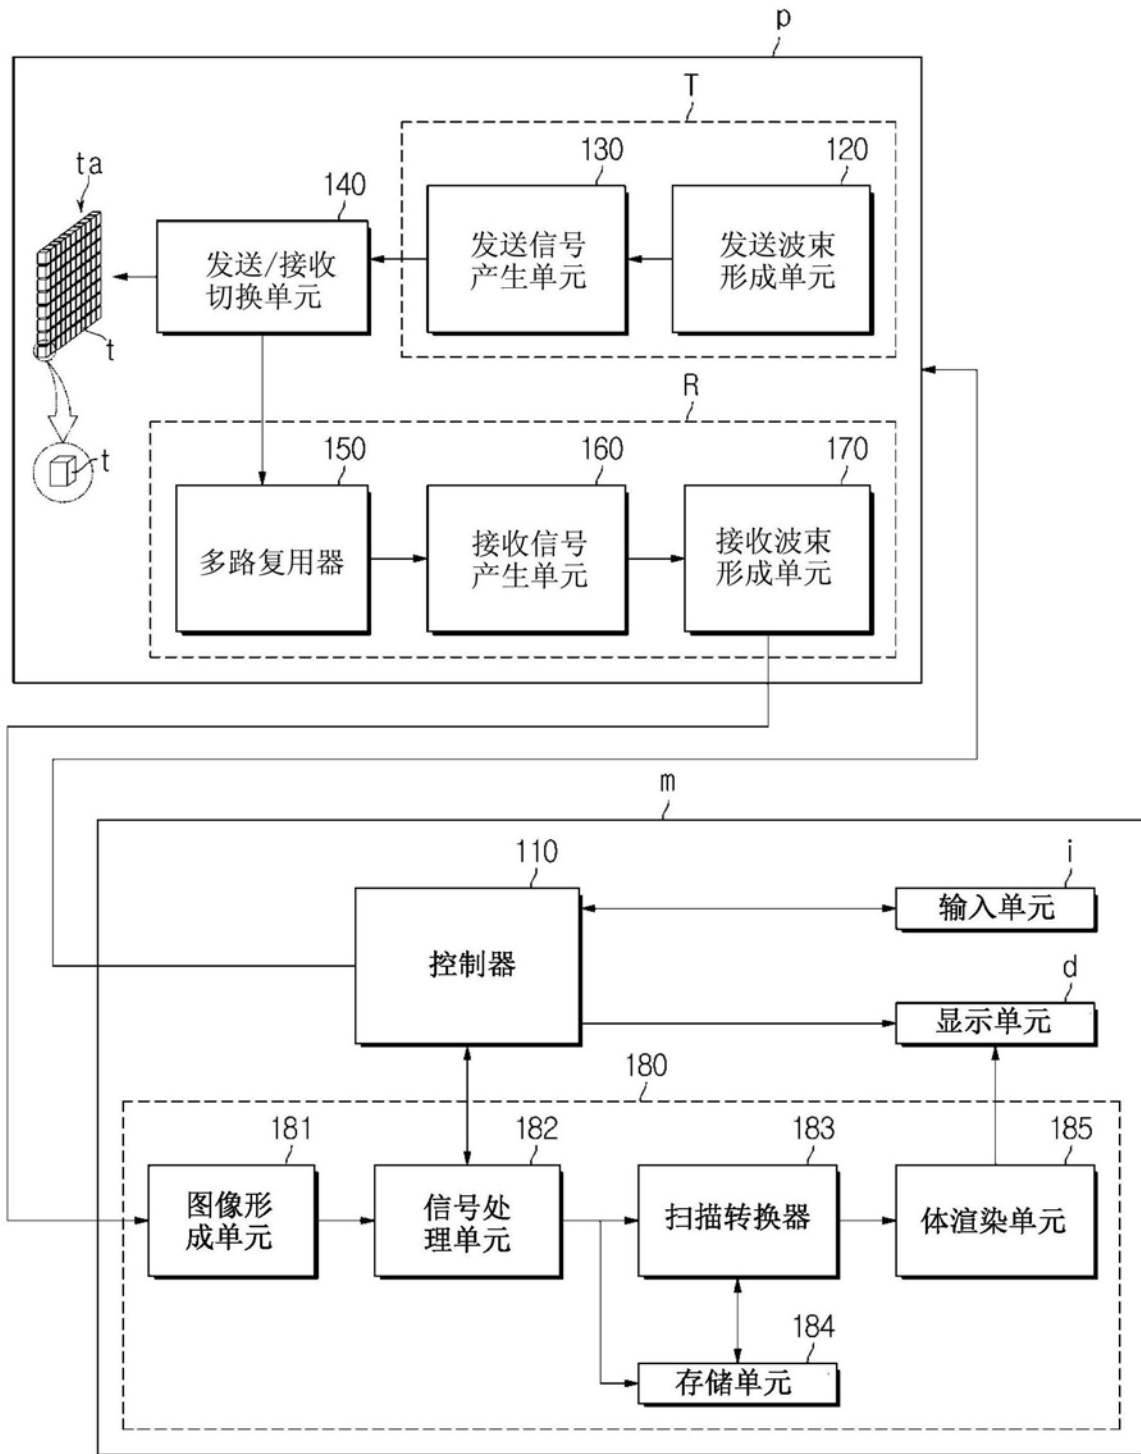 p
T
130
120
ta
140
发送信号
产生单元
发送波束
形成单元
发送/接收
切换单元
t
R
150
160
170
t
多路复用器
接收信号
产生单元
接收波束
形成单元
m
110
i
输入单元
控制器
d
显示单元
180
181
182
183
185
图像形
成单元
信号处
理单元
扫描转换器
体渲染单元
184
存储单元